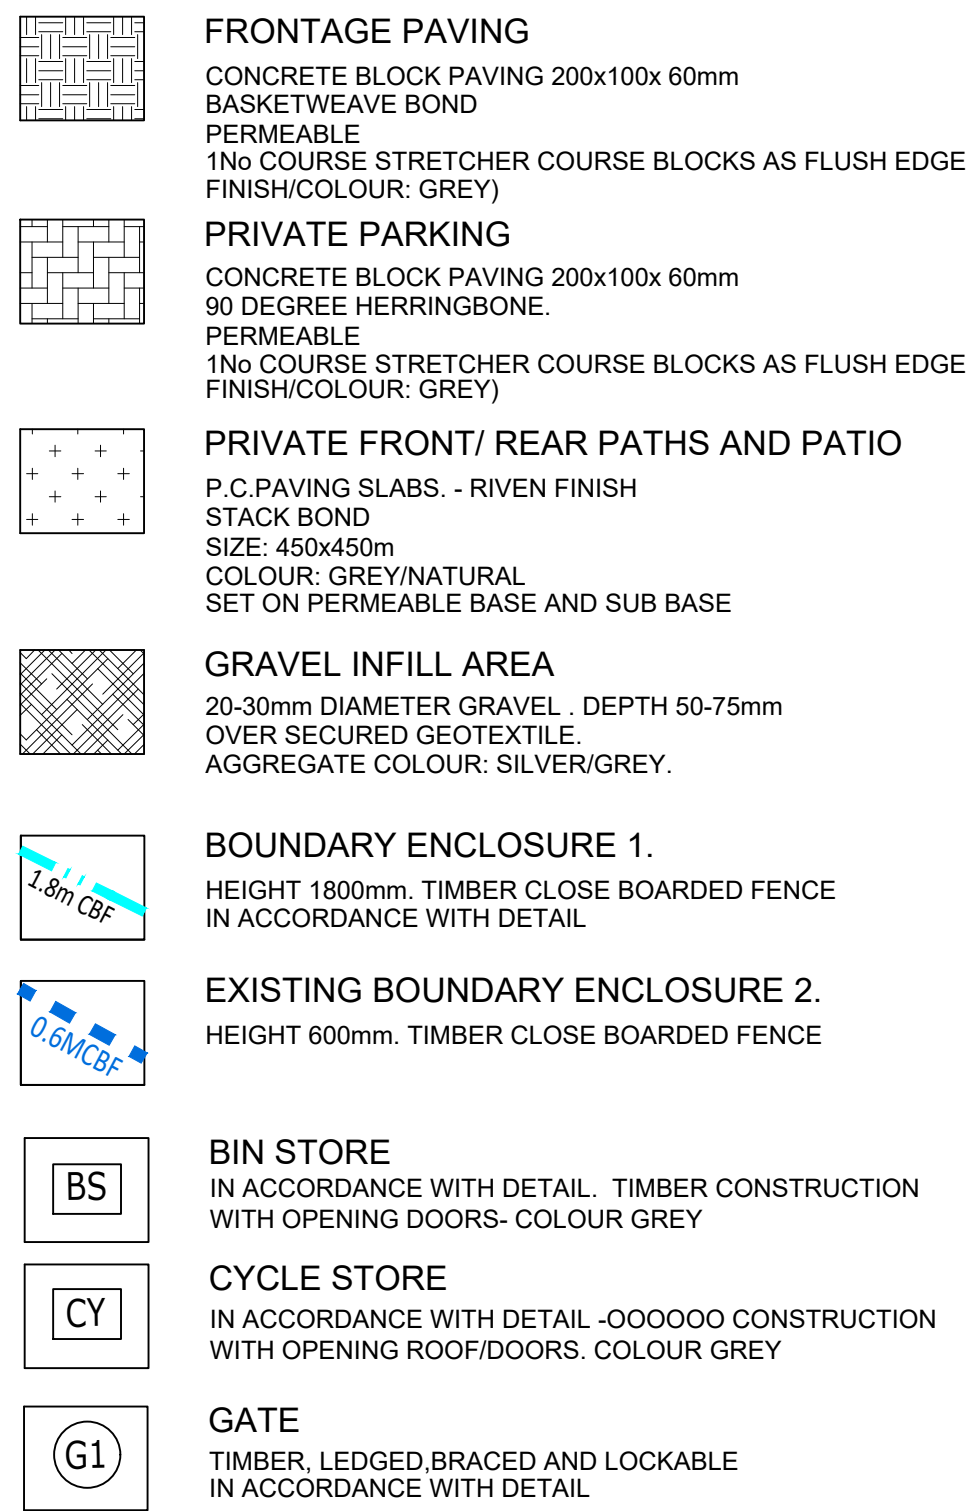 FRONTAGE PAVING
CONCRETE BLOCK PAVING 200x100x 60mm
BASKETWEAVE BOND
PERMEABLE
1No COURSE STRETCHER COURSE BLOCKS AS FLUSH EDGE
FINISH/COLOUR: GREY)
PRIVATE PARKING
CONCRETE BLOCK PAVING 200x100x 60mm
90 DEGREE HERRINGBONE.
PERMEABLE
1No COURSE STRETCHER COURSE BLOCKS AS FLUSH EDGE
FINISH/COLOUR: GREY)
PRIVATE FRONT/ REAR PATHS AND PATIO
P.C.PAVING SLABS. - RIVEN FINISH
STACK BOND
SIZE: 450x450m
COLOUR: GREY/NATURAL
SET ON PERMEABLE BASE AND SUB BASE
GRAVEL INFILL AREA
20-30mm DIAMETER GRAVEL . DEPTH 50-75mm
OVER SECURED GEOTEXTILE.
AGGREGATE COLOUR: SILVER/GREY.
1.8m CBF
BOUNDARY ENCLOSURE 1.
HEIGHT 1800mm. TIMBER CLOSE BOARDED FENCE
IN ACCORDANCE WITH DETAIL
0.6MCBF
EXISTING BOUNDARY ENCLOSURE 2.
HEIGHT 600mm. TIMBER CLOSE BOARDED FENCE
BS
BIN STORE
IN ACCORDANCE WITH DETAIL.  TIMBER CONSTRUCTION
WITH OPENING DOORS- COLOUR GREY
CY
CYCLE STORE
IN ACCORDANCE WITH DETAIL -OOOOOO CONSTRUCTION
WITH OPENING ROOF/DOORS. COLOUR GREY
G1
GATE
TIMBER, LEDGED,BRACED AND LOCKABLE
IN ACCORDANCE WITH DETAIL